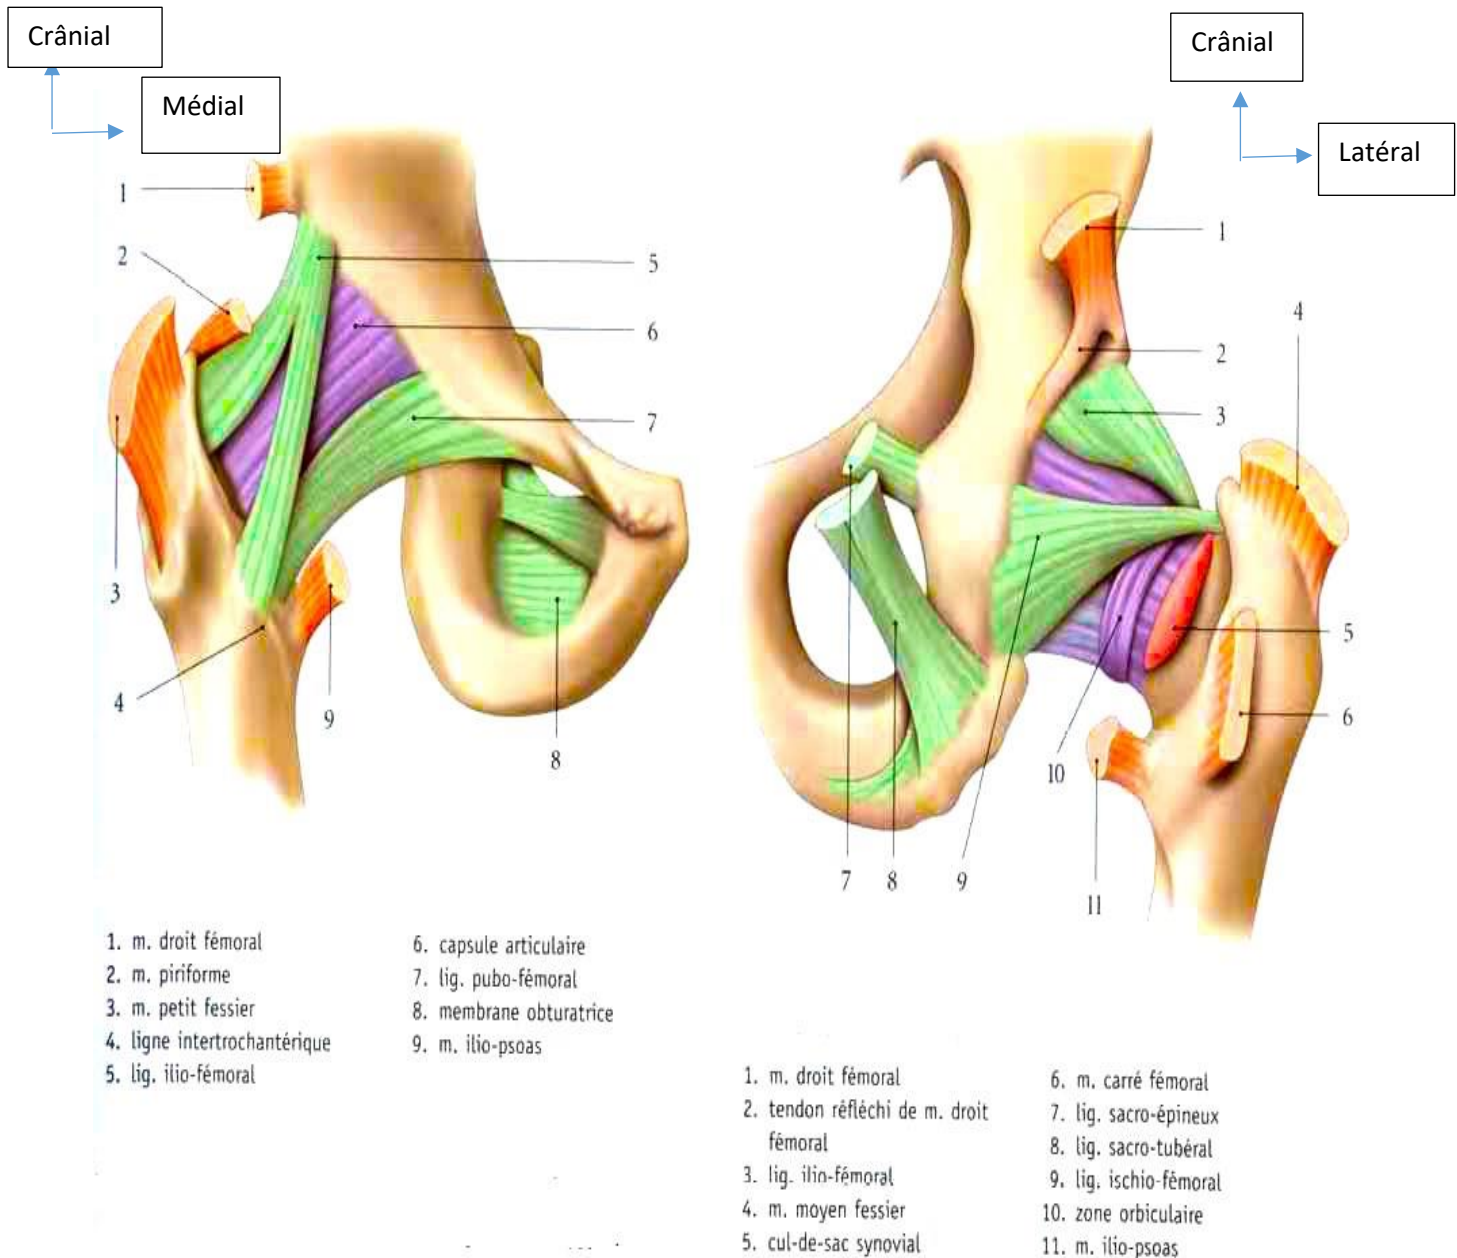 Crânial
Médial
Crânial
Latéral
1
2
3
4
5
6
7
8
9
1
2
3
4
5
6
7
8
9
10
11
1. m. droit fémoral
2. m. piriforme
3. m. petit fessier
4. ligne intertrochantérique
5. lig. ilio-fémoral
6. capsule articulaire
7. lig. pubo-fémoral
8. membrane obturatrice
9. m. ilio-psoas
1. m. droit fémoral
2. tendon réfléchi de m. droit
fémoral
3. lig. ilio-fémoral
4. m. moyen fessier
5. cul-de-sac synovial
6. m. carré fémoral
7. lig. sacro-épineux
8. lig. sacro-tubéral
9. lig. ischio-fémoral
10. zone orbiculaire
11. m. ilio-psoas